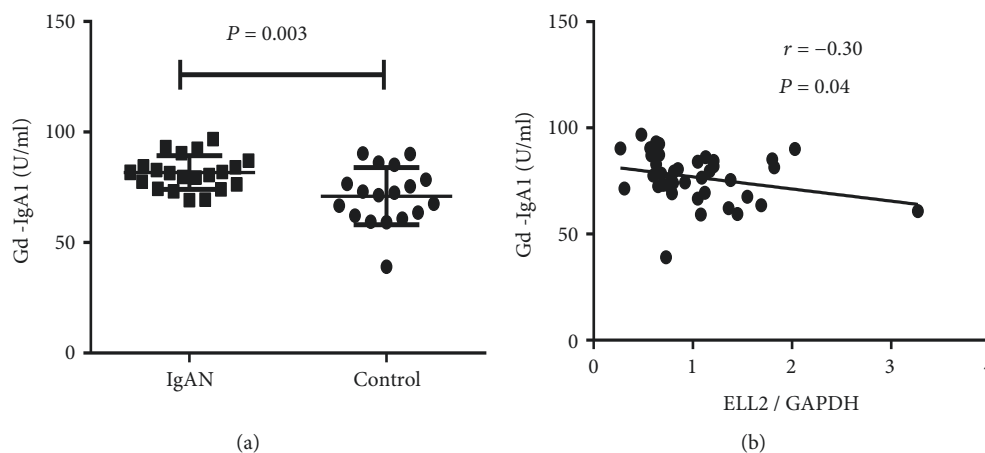 150
100
50
0
Gd -IgA1 (U/ml)
P = 0.003
IgAN
Control
(a)
150
100
50
0
Gd -IgA1 (U/ml)
r = −0.30
P = 0.04
0
1
2
3
ELL2 / GAPDH
(b)